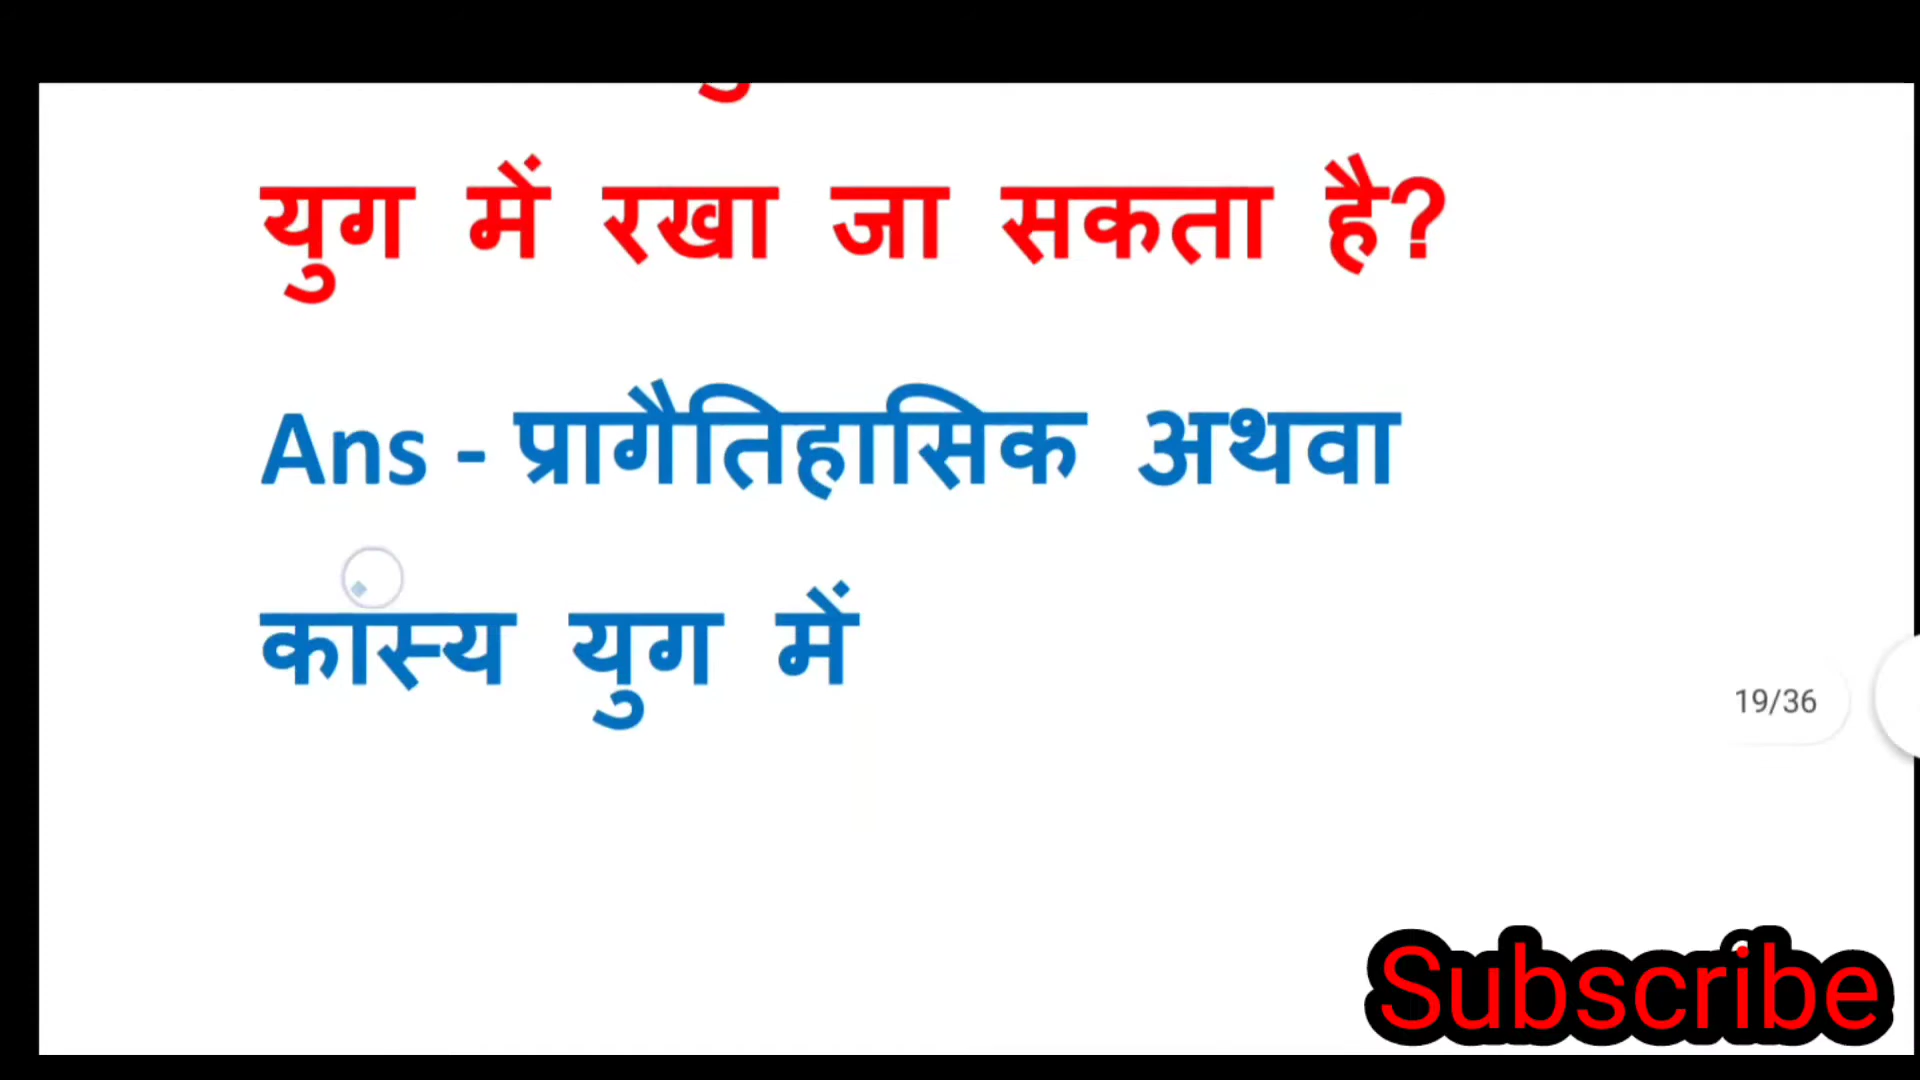 युग में रखा जा सकता है?
Ans - प्रागैतिहासिक अथवा
कांस्य युग में
19/36
Subscribe